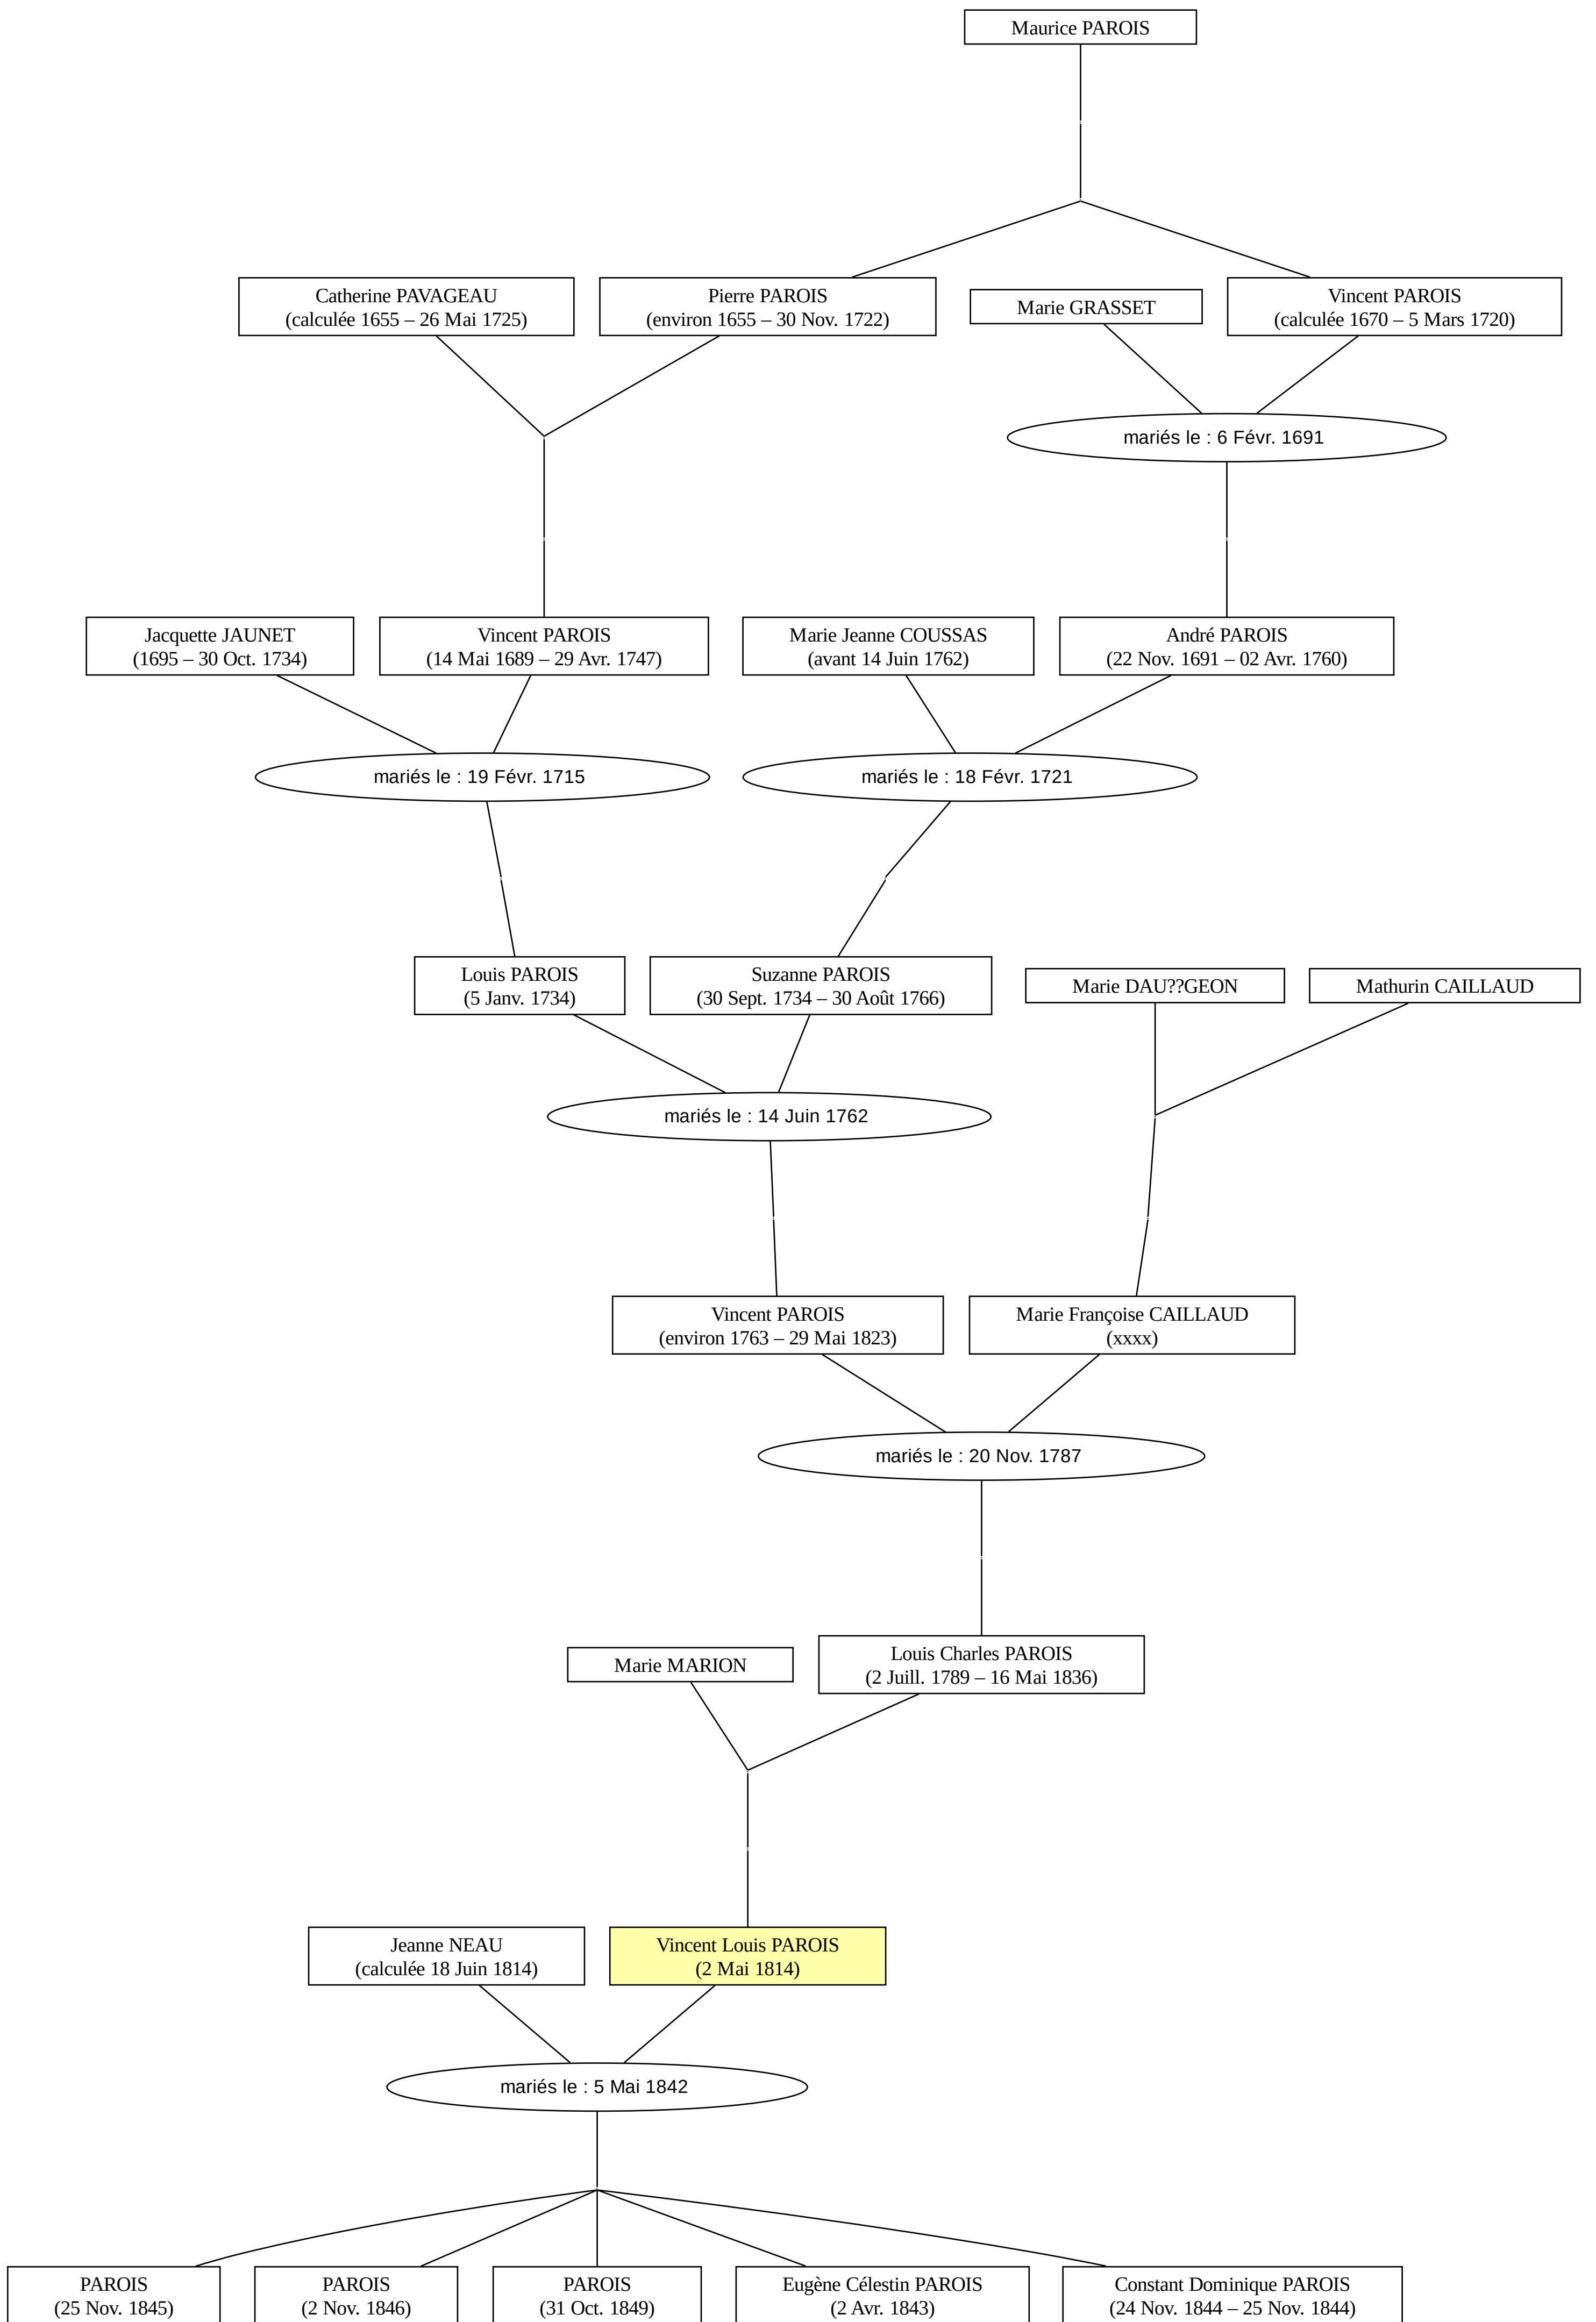 Maurice PAROIS
Catherine PAVAGEAU
(calculée 1655 – 26 Mai 1725)
Pierre PAROIS
(environ 1655 – 30 Nov. 1722)
Marie GRASSET
Vincent PAROIS
(calculée 1670 – 5 Mars 1720)
mariés le : 6 Févr. 1691
Jacquette JAUNET
(1695 – 30 Oct. 1734)
Vincent PAROIS
(14 Mai 1689 – 29 Avr. 1747)
Marie Jeanne COUSSAS
(avant 14 Juin 1762)
André PAROIS
(22 Nov. 1691 – 02 Avr. 1760)
mariés le : 19 Févr. 1715
mariés le : 18 Févr. 1721
Louis PAROIS
(5 Janv. 1734)
Suzanne PAROIS
(30 Sept. 1734 – 30 Août 1766)
Marie DAU??GEON
Mathurin CAILLAUD
mariés le : 14 Juin 1762
Vincent PAROIS
(environ 1763 – 29 Mai 1823)
Marie Françoise CAILLAUD
(xxxx)
mariés le : 20 Nov. 1787
Marie MARION
Louis Charles PAROIS
(2 Juill. 1789 – 16 Mai 1836)
Jeanne NEAU
(calculée 18 Juin 1814)
Vincent Louis PAROIS
(2 Mai 1814)
mariés le : 5 Mai 1842
PAROIS
(25 Nov. 1845)
PAROIS
(2 Nov. 1846)
PAROIS
(31 Oct. 1849)
Eugène Célestin PAROIS
(2 Avr. 1843)
Constant Dominique PAROIS
(24 Nov. 1844 – 25 Nov. 1844)